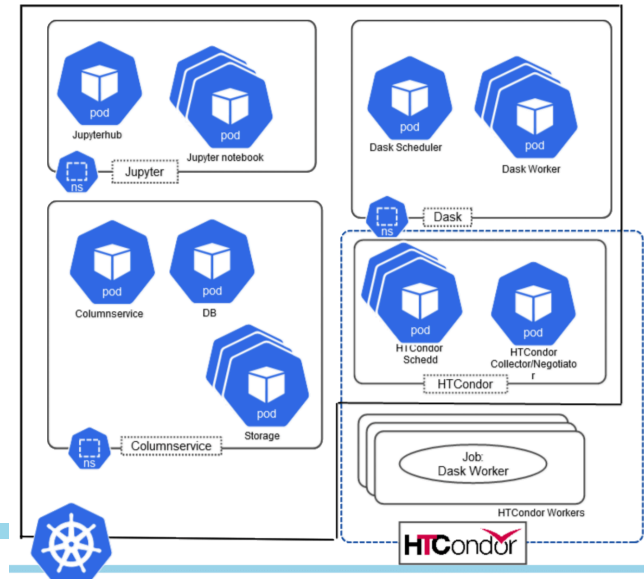 pod
Jupyterhub
pod
Jupyter notebook
ns
Jupyter
pod
Dask Scheduler
pod
Dask Worker
ns
Dask
pod
Columnservice
pod
DB
pod
Storage
ns
Columnservice
pod
HTCondor
Schedd
pod
HTCondor
Collector/Negotiato
r
HTCondor
Job:
Dask Worker
HTCondor Workers
HTCondor